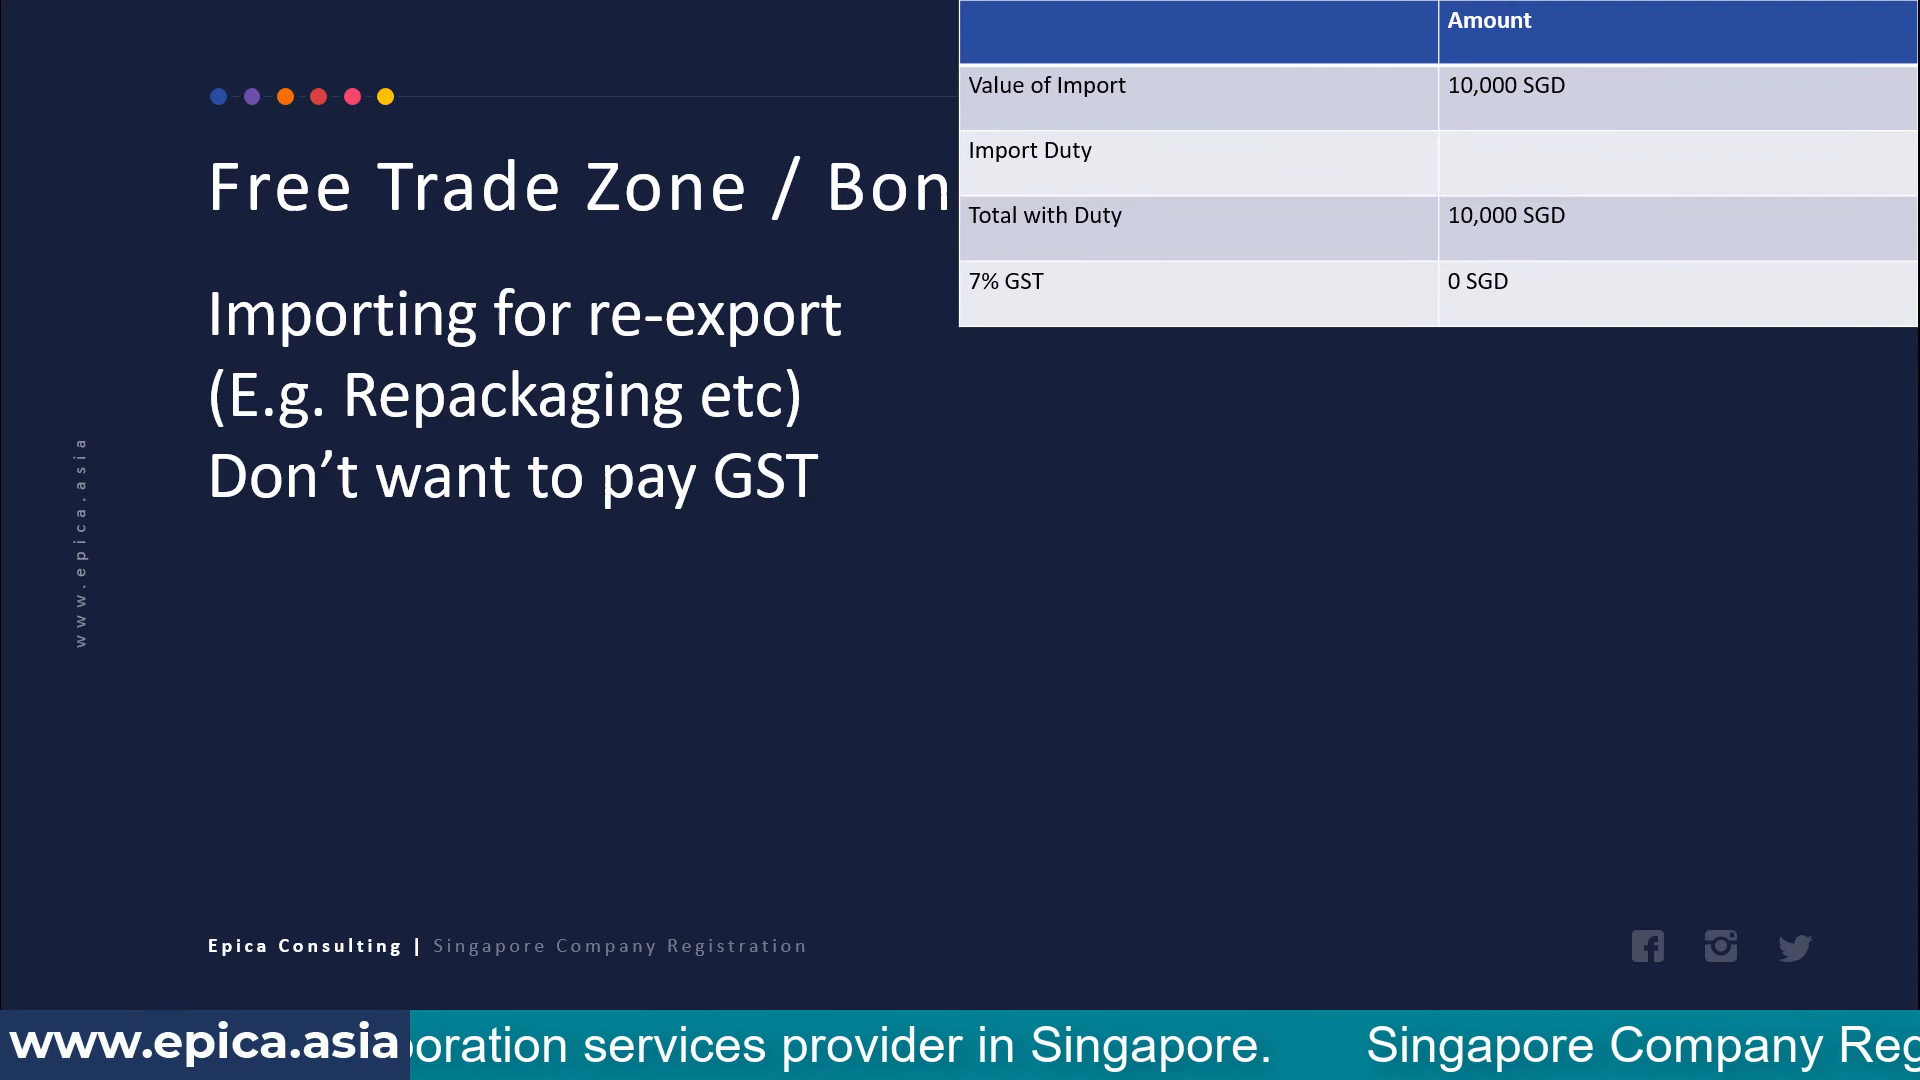 Amount
Value of Import 10,000 SGD
Import Duty
Total with Duty 10,000 SGD
7% GST 0 SGD
Free Trade Zone / Bon
Importing for re-export
(E.g. Repackaging etc)
Don’t want to pay GST
www.epica.asia
Epica Consulting | Singapore Company Registration
www.epica.asia
oration services provider in Singapore. Singapore Company Reg